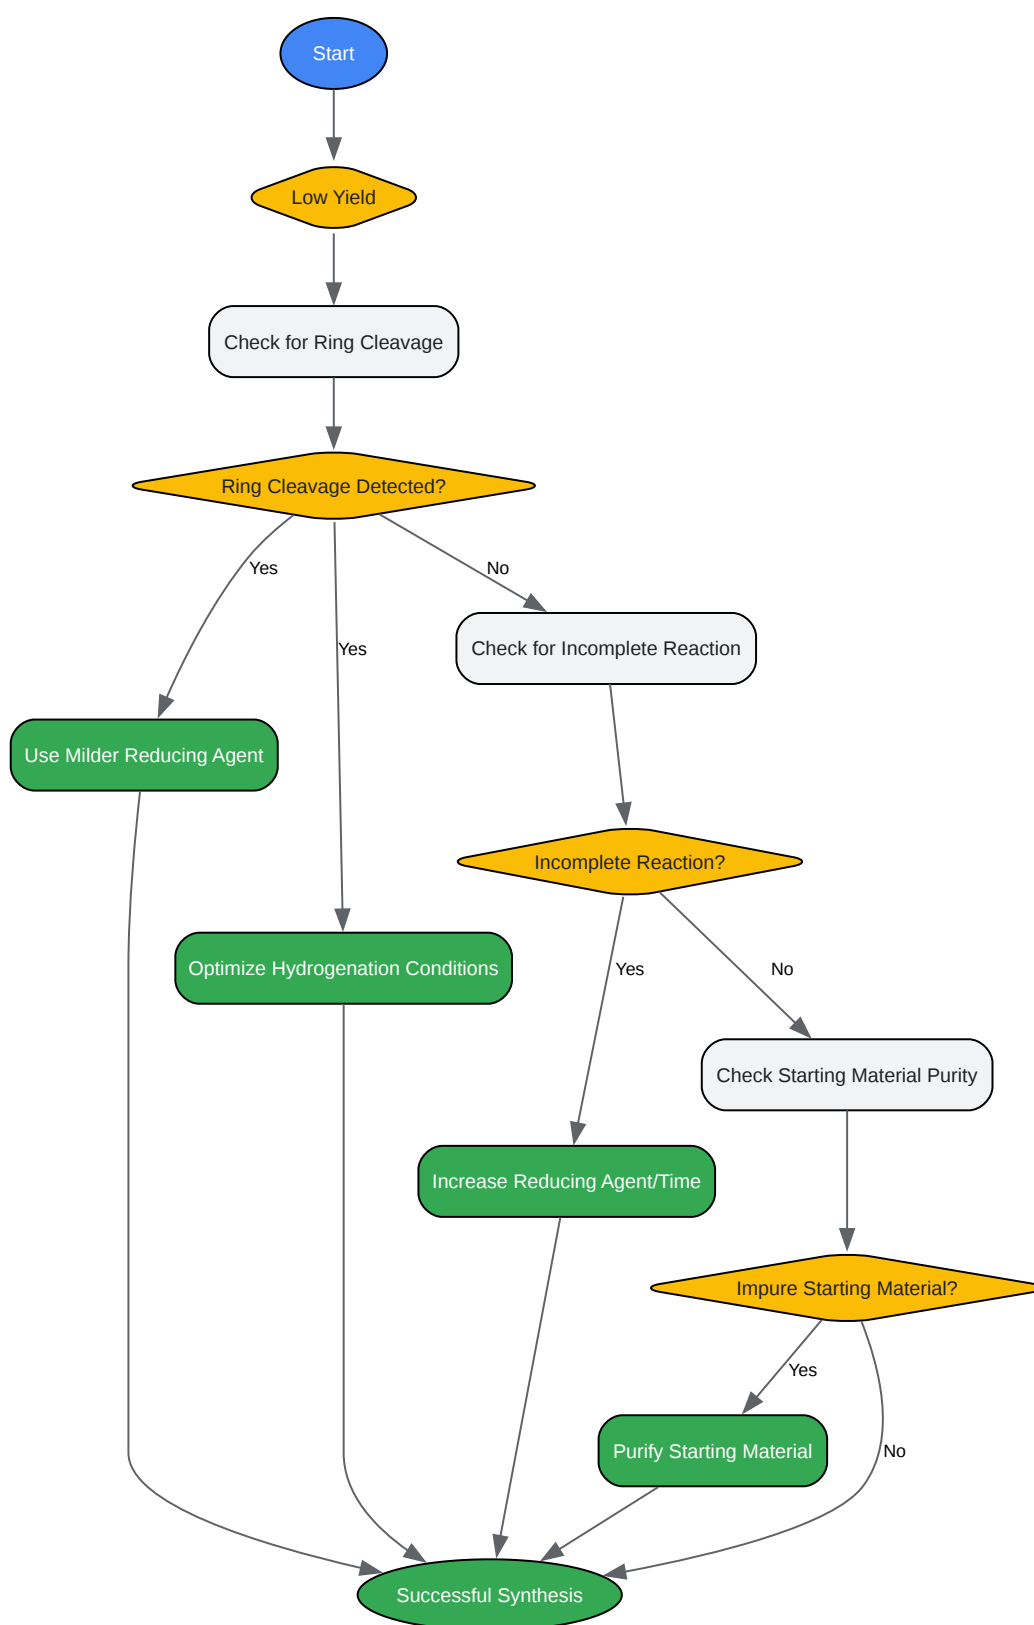 Start
Low Yield
Check for Ring Cleavage
Ring Cleavage Detected?
Yes
No
Yes
Check for Incomplete Reaction
Use Milder Reducing Agent
Incomplete Reaction?
Optimize Hydrogenation Conditions
Yes
No
Check Starting Material Purity
Increase Reducing Agent/Time
Impure Starting Material?
Yes
Purify Starting Material
No
Successful Synthesis